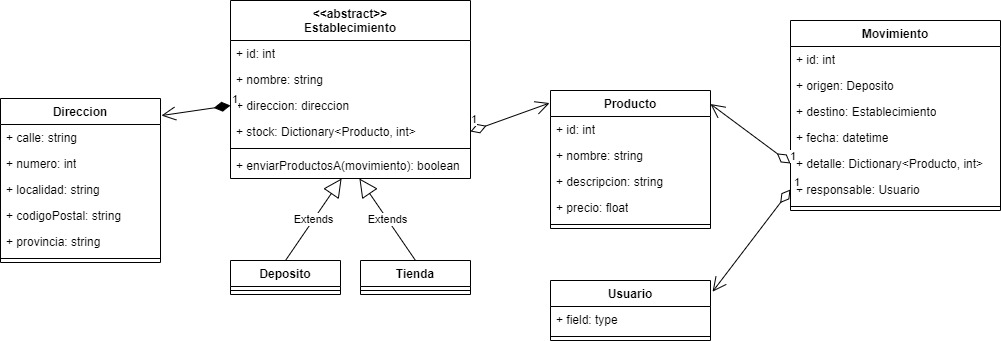 <<abstract>>
Establecimiento
+ id: int
+ nombre: string
+ direccion: direccion
+ stock: Dictionary<Producto, int>
+ enviarProductosA(movimiento): boolean
1
1
Direccion
+ calle: string
+ numero: int
+ localidad: string
+ codigoPostal: string
+ provincia: string
Extends
Extends
Deposito
Tienda
Producto
+ id: int
+ nombre: string
+ descripcion: string
+ precio: float
Movimiento
+ id: int
+ origen: Deposito
+ destino: Establecimiento
+ fecha: datetime
+ detalle: Dictionary<Producto, int>
+ responsable: Usuario
1
1
Usuario
+ field: type